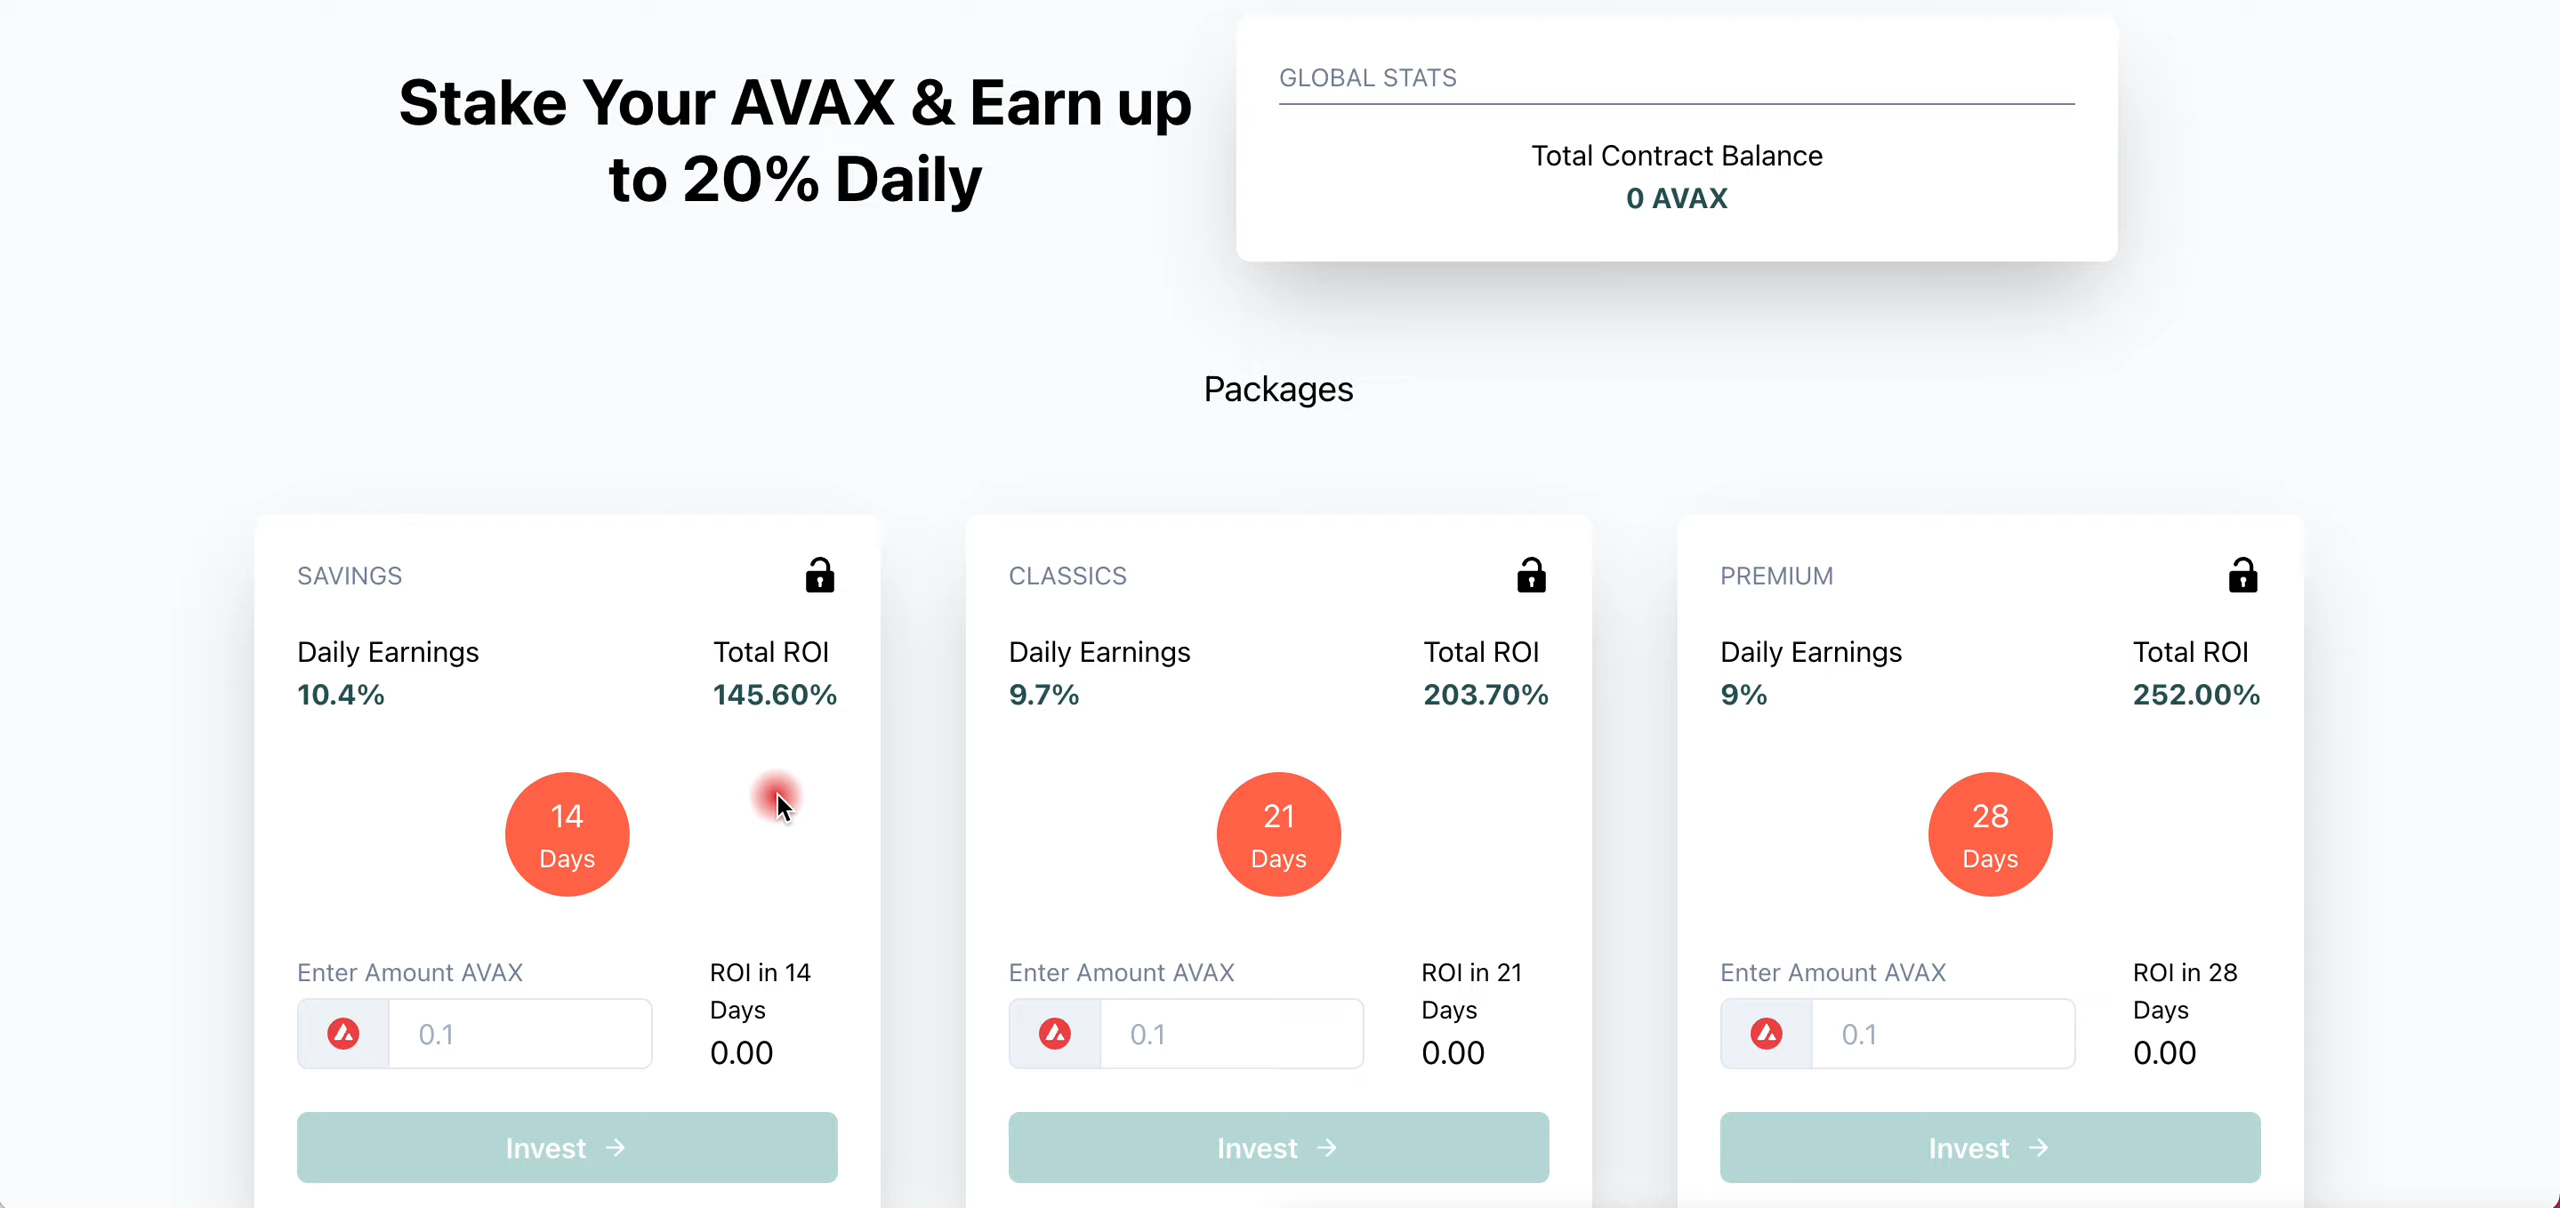 Stake Your AVAX & Earn up
to 20% Daily
GLOBAL STATS
Total Contract Balance
0 AVAX
Packages
SAVINGS
Daily Earnings
Total ROI
10.4%
145.60%
14
Days
Enter Amount AVAX
ROI in 14
Days
0.1
0.00
Invest →
CLASSICS
Daily Earnings
Total ROI
9.7%
203.70%
21
Days
Enter Amount AVAX
ROI in 21
Days
0.1
0.00
Invest →
PREMIUM
Daily Earnings
Total ROI
9%
252.00%
28
Days
Enter Amount AVAX
ROI in 28
Days
0.1
0.00
Invest →